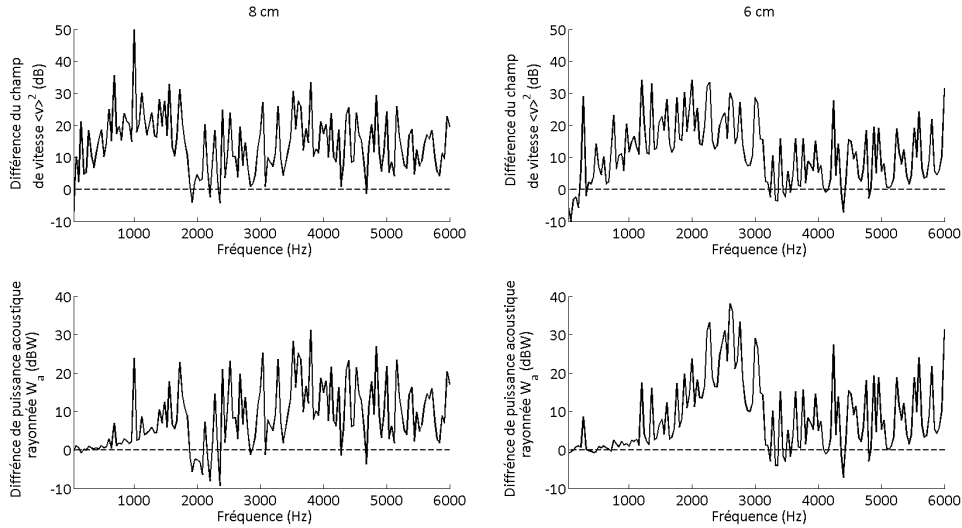 8 cm
6 cm
Différence du champ
de vitesse <v>² (dB)
50
40
30
20
10
0
-10
1000 2000 3000 4000 5000 6000
Fréquence (Hz)
Différence du champ
de vitesse <v>² (dB)
50
40
30
20
10
0
-10
1000 2000 3000 4000 5000 6000
Fréquence (Hz)
Diffrénce de puissance acoustique
rayonnée W_a (dBW)
40
30
20
10
0
-10
1000 2000 3000 4000 5000 6000
Fréquence (Hz)
Diffrénce de puissance acoustique
rayonnée W_a (dBW)
40
30
20
10
0
-10
1000 2000 3000 4000 5000 6000
Fréquence (Hz)